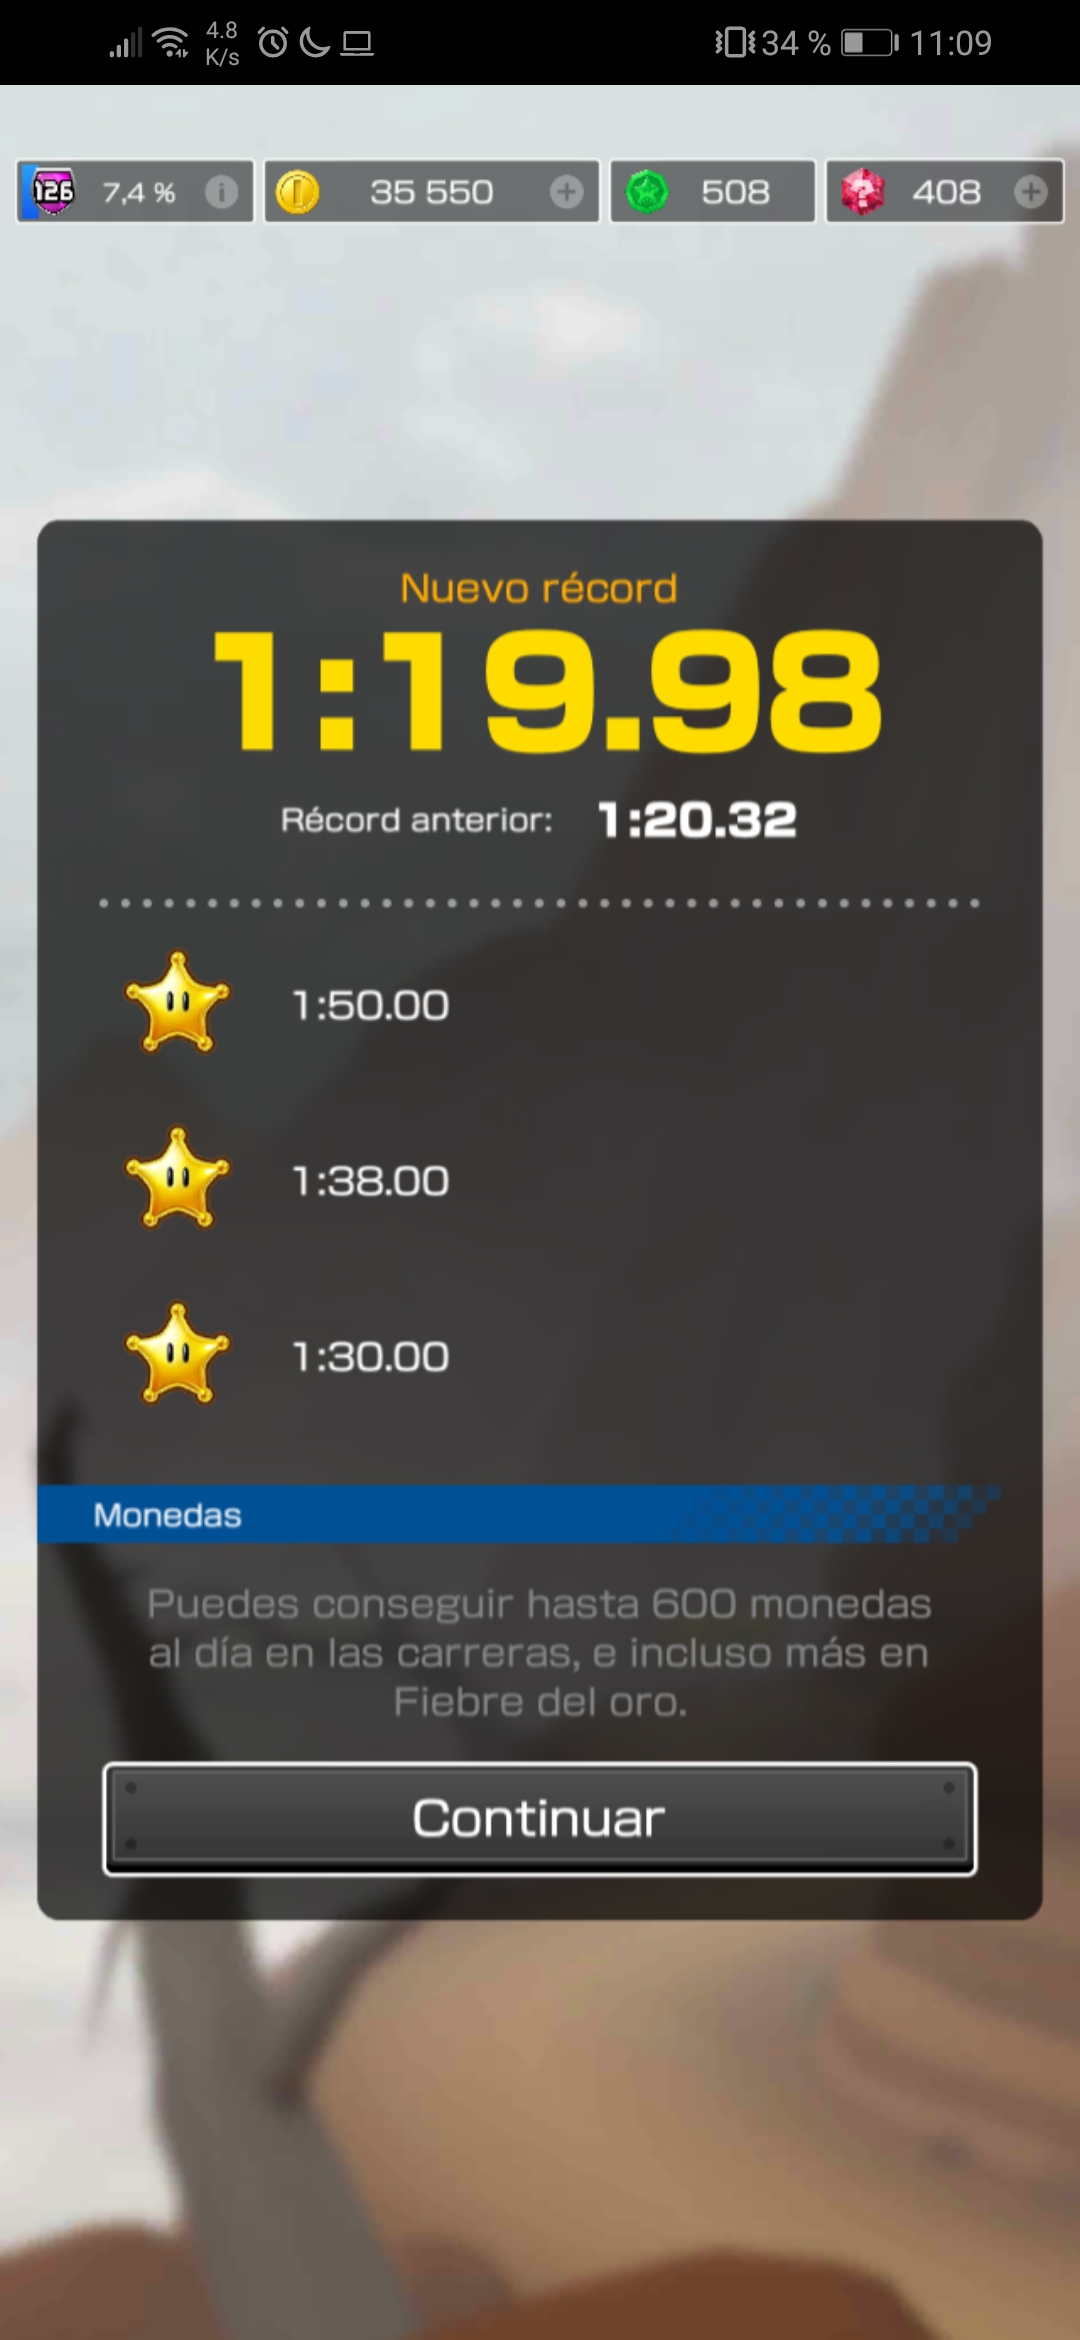 4.8
K/s
34 %
11:09
126
7,4 %
35 550
508
408
Nuevo récord
1:19.98
Récord anterior: 1:20.32
1:50.00
1:38.00
1:30.00
Monedas
Puedes conseguir hasta 600 monedas
al día en las carreras, e incluso más en
Fiebre del oro.
Continuar